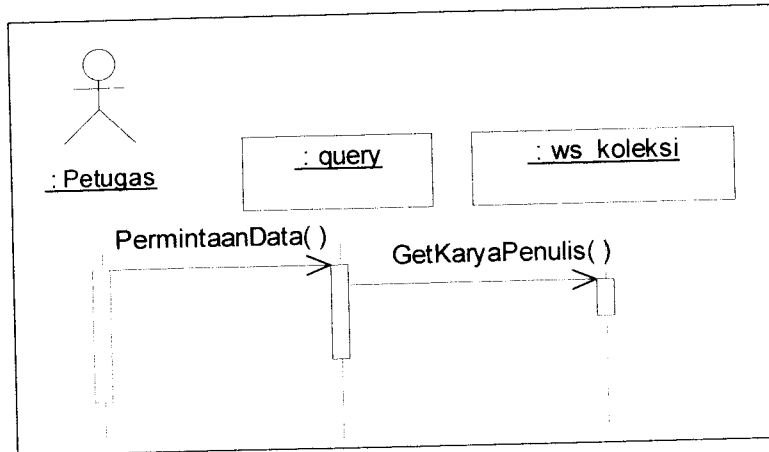 : Petugas
: query
: ws_koleksi
PermintaanData( )
GetKaryaPenulis( )